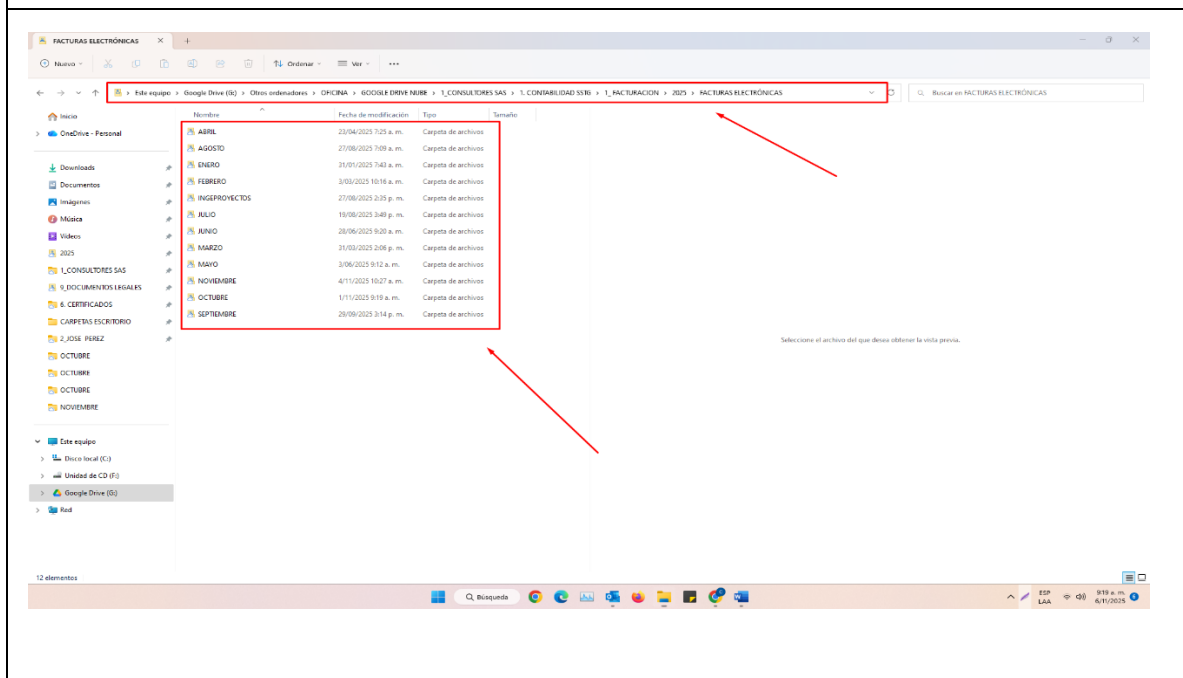 FACTURAS ELECTRÓNICAS
Nuevo
Ordenar
Ver
Este equipo > Google Drive (G:) > Otros ordenadores > OFICINA > GOOGLE DRIVE NUBE > 1_CONSULTORES SAS > 1. CONTABILIDAD SSTG > 1_FACTURACION > 2025 > FACTURAS ELECTRÓNICAS
Buscar en FACTURAS ELECTRÓNICAS
Inicio
OneDrive - Personal
Downloads
Documentos
Imágenes
Música
Videos
2025
1_CONSULTORES SAS
9_DOCUMENTOS LEGALES
6. CERTIFICADOS
CARPETAS ESCRITORIO
2_JOSE PEREZ
OCTUBRE
OCTUBRE
OCTUBRE
NOVIEMBRE
Este equipo
Disco local (C:)
Unidad de CD (F:)
Google Drive (G:)
Red
Nombre Fecha de modificación Tipo Tamaño
ABRIL 23/04/2025 7:25 a. m. Carpeta de archivos
AGOSTO 27/08/2025 7:09 a. m. Carpeta de archivos
ENERO 31/01/2025 7:43 a. m. Carpeta de archivos
FEBRERO 3/03/2025 10:16 a. m. Carpeta de archivos
INGEPROYECTOS 27/08/2025 2:35 p. m. Carpeta de archivos
JULIO 18/08/2025 3:49 p. m. Carpeta de archivos
JUNIO 28/06/2025 9:20 a. m. Carpeta de archivos
MARZO 31/03/2025 2:06 p. m. Carpeta de archivos
MAYO 3/06/2025 9:12 a. m. Carpeta de archivos
NOVIEMBRE 4/11/2025 10:27 a. m. Carpeta de archivos
OCTUBRE 1/11/2025 9:19 a. m. Carpeta de archivos
SEPTIEMBRE 29/09/2025 3:14 p. m. Carpeta de archivos
Seleccione el archivo del que desea obtener la vista previa.
12 elementos
Búsqueda
ESP
LAA
9:19 a. m.
6/11/2025